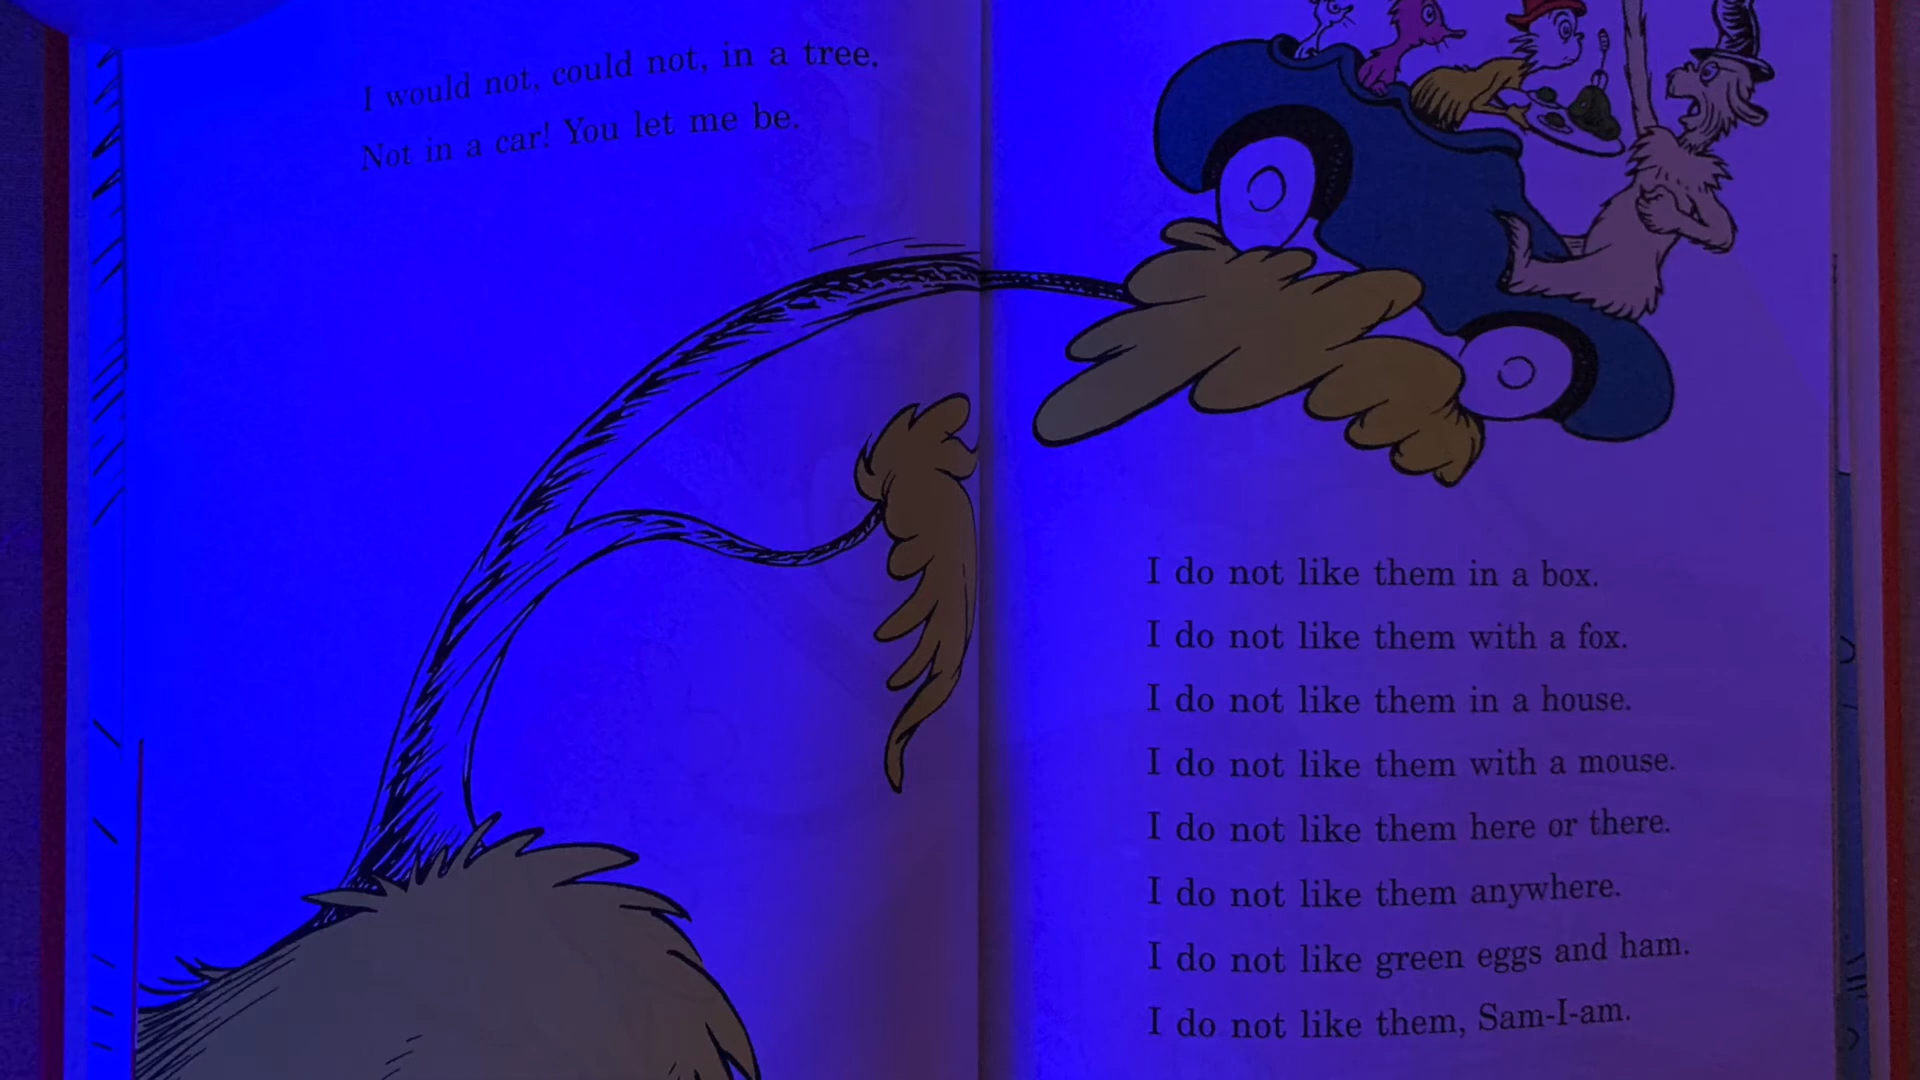 I would not, could not, in a tree.
Not in a car! You let me be.
I do not like them in a box.
I do not like them with a fox.
I do not like them in a house.
I do not like them with a mouse.
I do not like them here or there.
I do not like them anywhere.
I do not like green eggs and ham.
I do not like them, Sam-I-am.